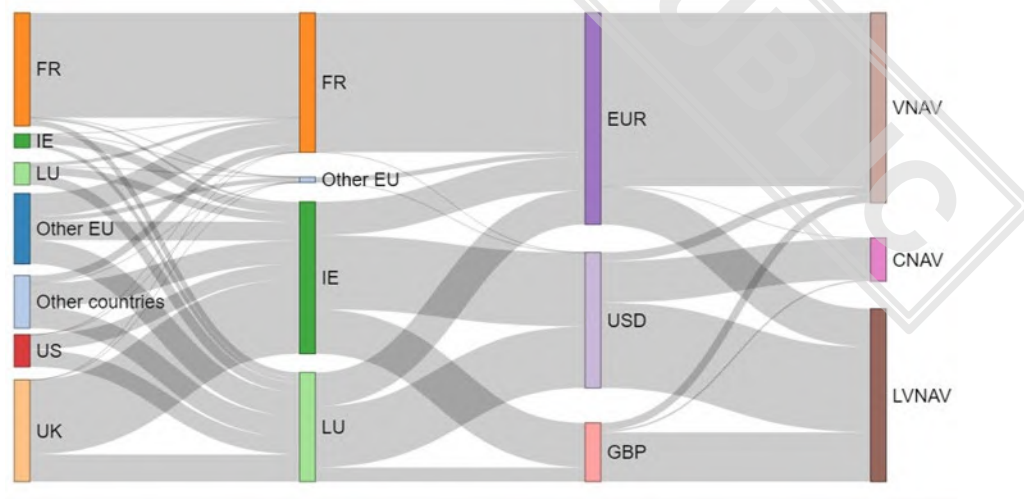 FR
IE
LU
Other EU
Other countries
US
UK
FR
Other EU
IE
LU
EUR
USD
GBP
VNAV
CNAV
LVNAV